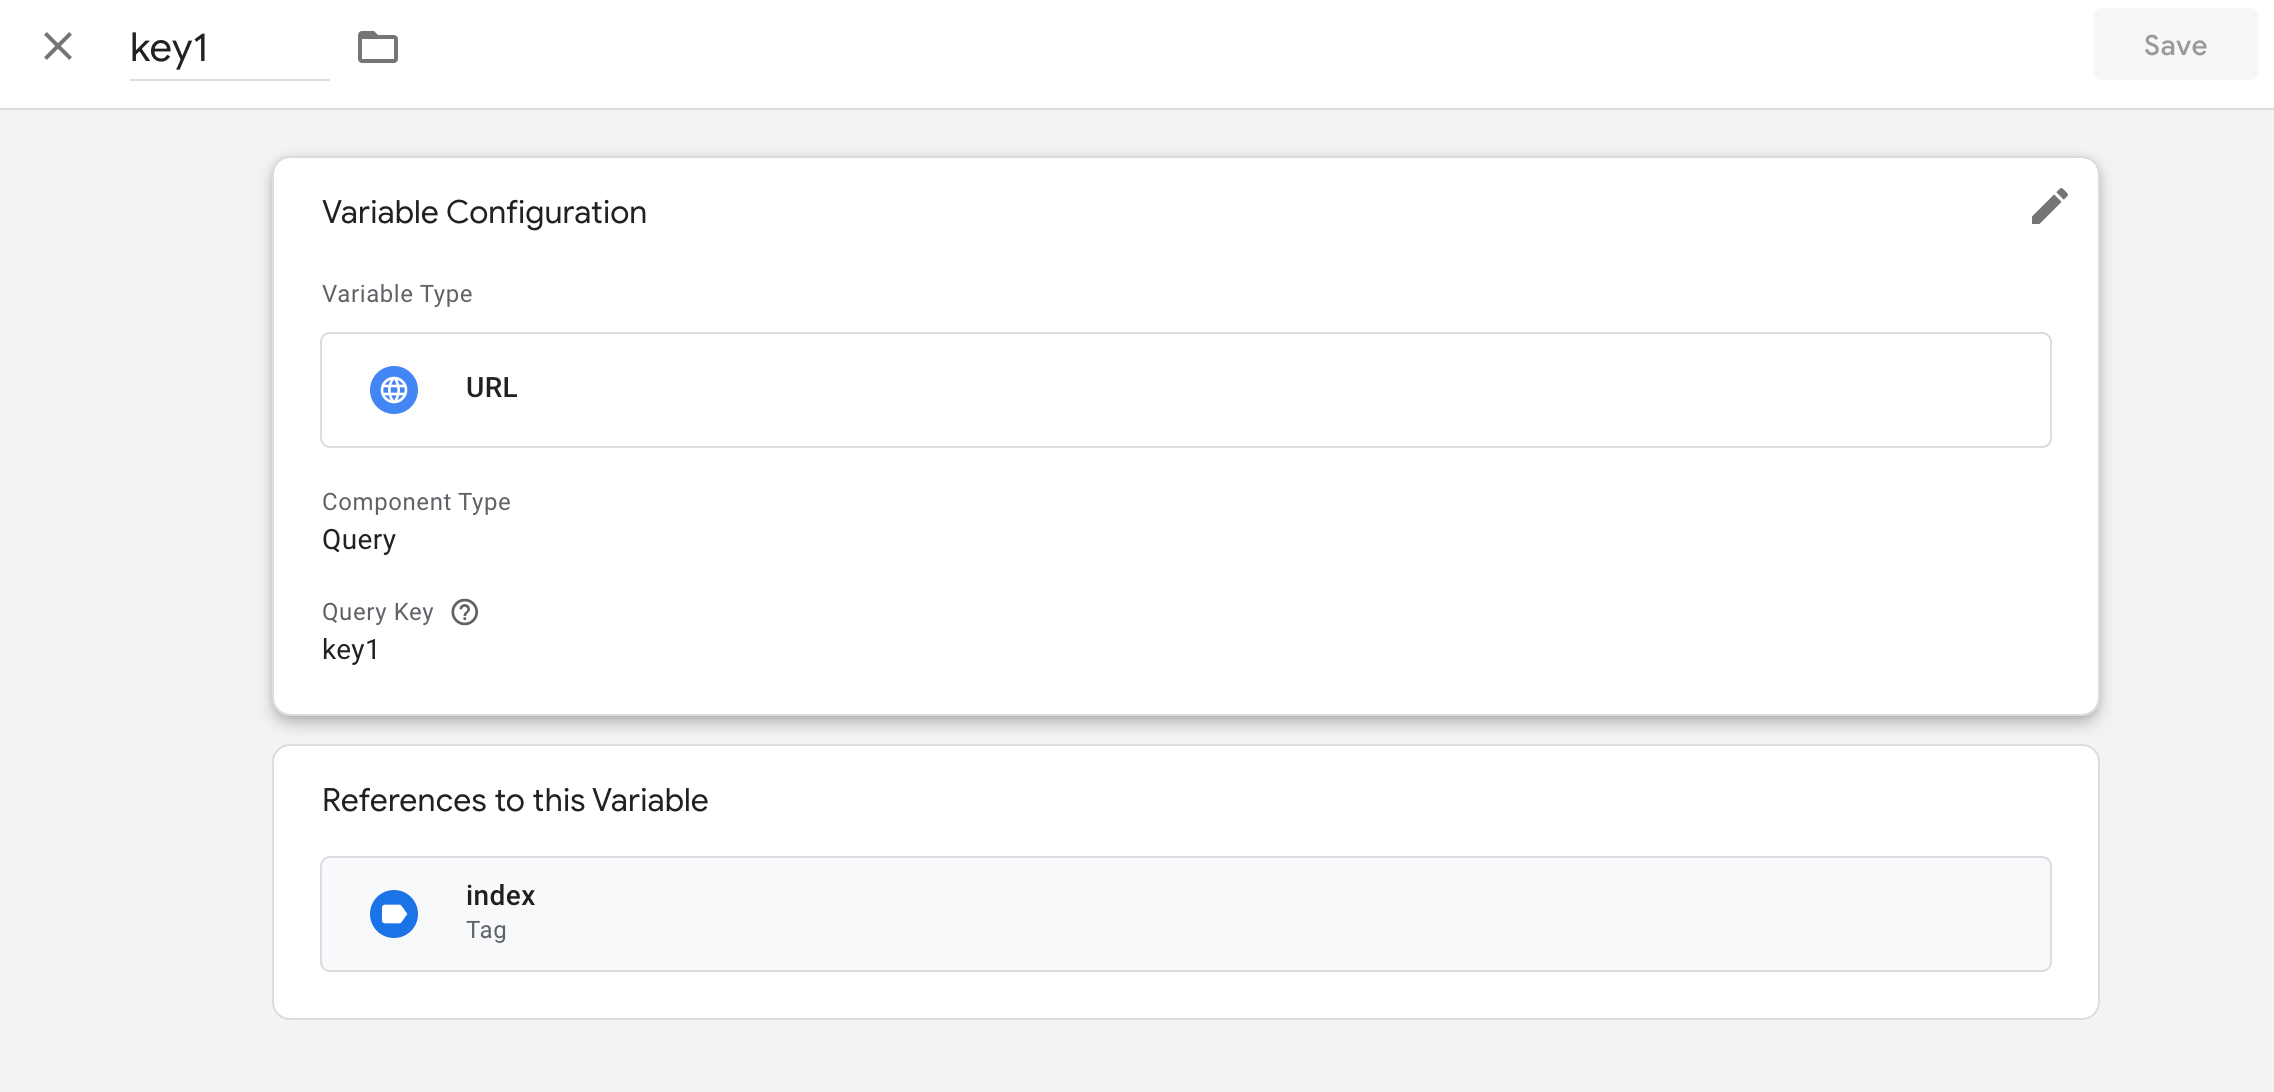 key1
Save
Variable Configuration
Variable Type
URL
Component Type
Query
Query Key
key1
References to this Variable
index
Tag